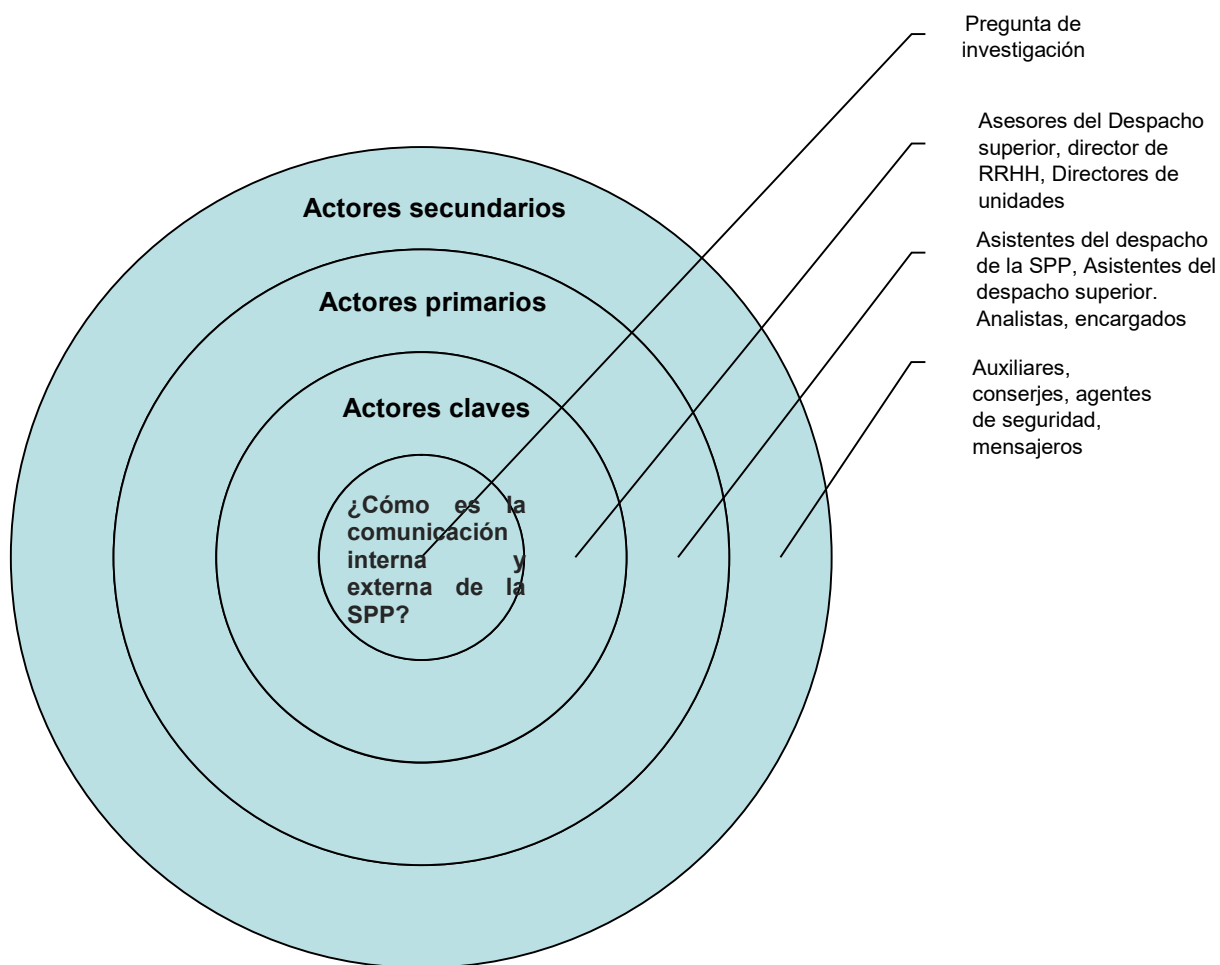 Pregunta de
investigación
Asesores del Despacho
superior, director de
RRHH, Directores de
unidades
Asistentes del despacho
de la SPP, Asistentes del
despacho superior.
Analistas, encargados
Auxiliares,
conserjes, agentes
de seguridad,
mensajeros
Actores secundarios
Actores primarios
Actores claves
¿Cómo es la
comunicación
interna y
externa de la
SPP?